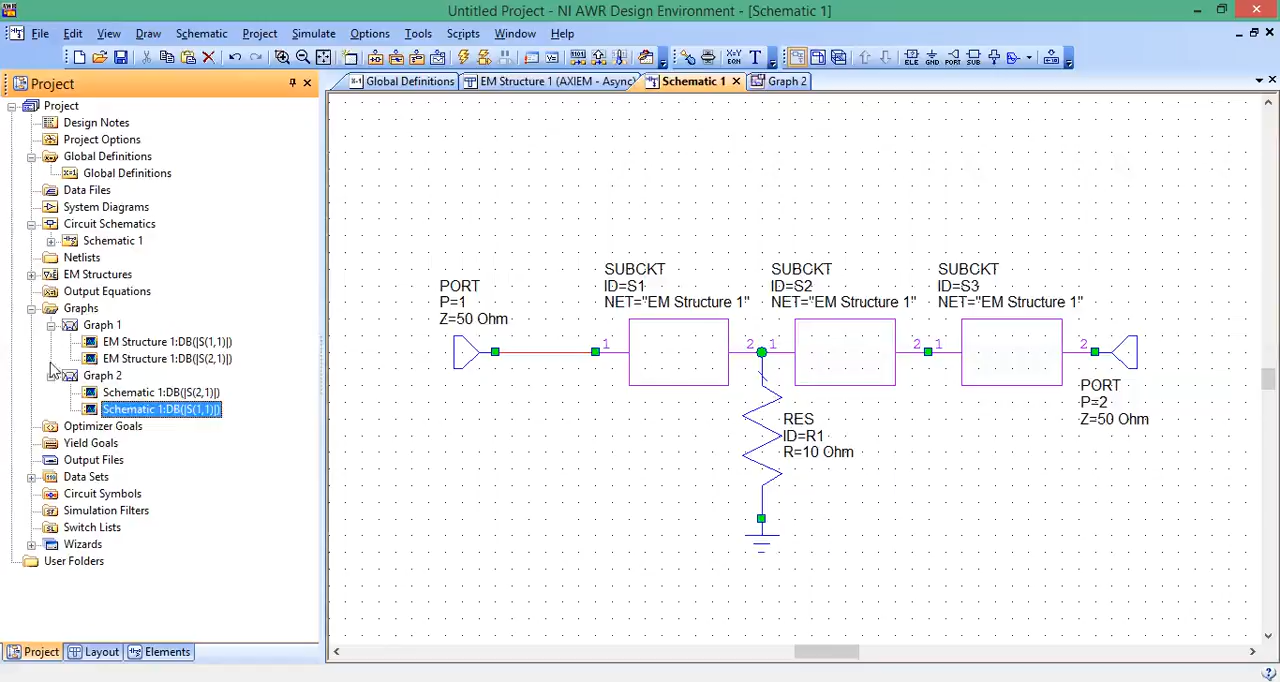 Untitled Project - NI AWR Design Environment - [Schematic 1]
File Edit View Draw Schematic Project Simulate Options Tools Scripts Window Help
Project
Global Definitions
EM Structure 1 (AXIEM - Async)
Schematic 1
Graph 2
Project
Design Notes
Project Options
Global Definitions
Global Definitions
Data Files
System Diagrams
Circuit Schematics
Schematic 1
Netlists
EM Structures
Output Equations
Graphs
Graph 1
EM Structure 1:DB(|S(1,1)|)
EM Structure 1:DB(|S(2,1)|)
Graph 2
Schematic 1:DB(|S(2,1)|)
Schematic 1:DB(|S(1,1)|)
Optimizer Goals
Yield Goals
Output Files
Data Sets
Circuit Symbols
Simulation Filters
Switch Lists
Wizards
User Folders
Project Layout Elements
PORT
P=1
Z=50 Ohm
SUBCKT
ID=S1
NET="EM Structure 1"
1 2
SUBCKT
ID=S2
NET="EM Structure 1"
1 2
SUBCKT
ID=S3
NET="EM Structure 1"
1 2
RES
ID=R1
R=10 Ohm
PORT
P=2
Z=50 Ohm